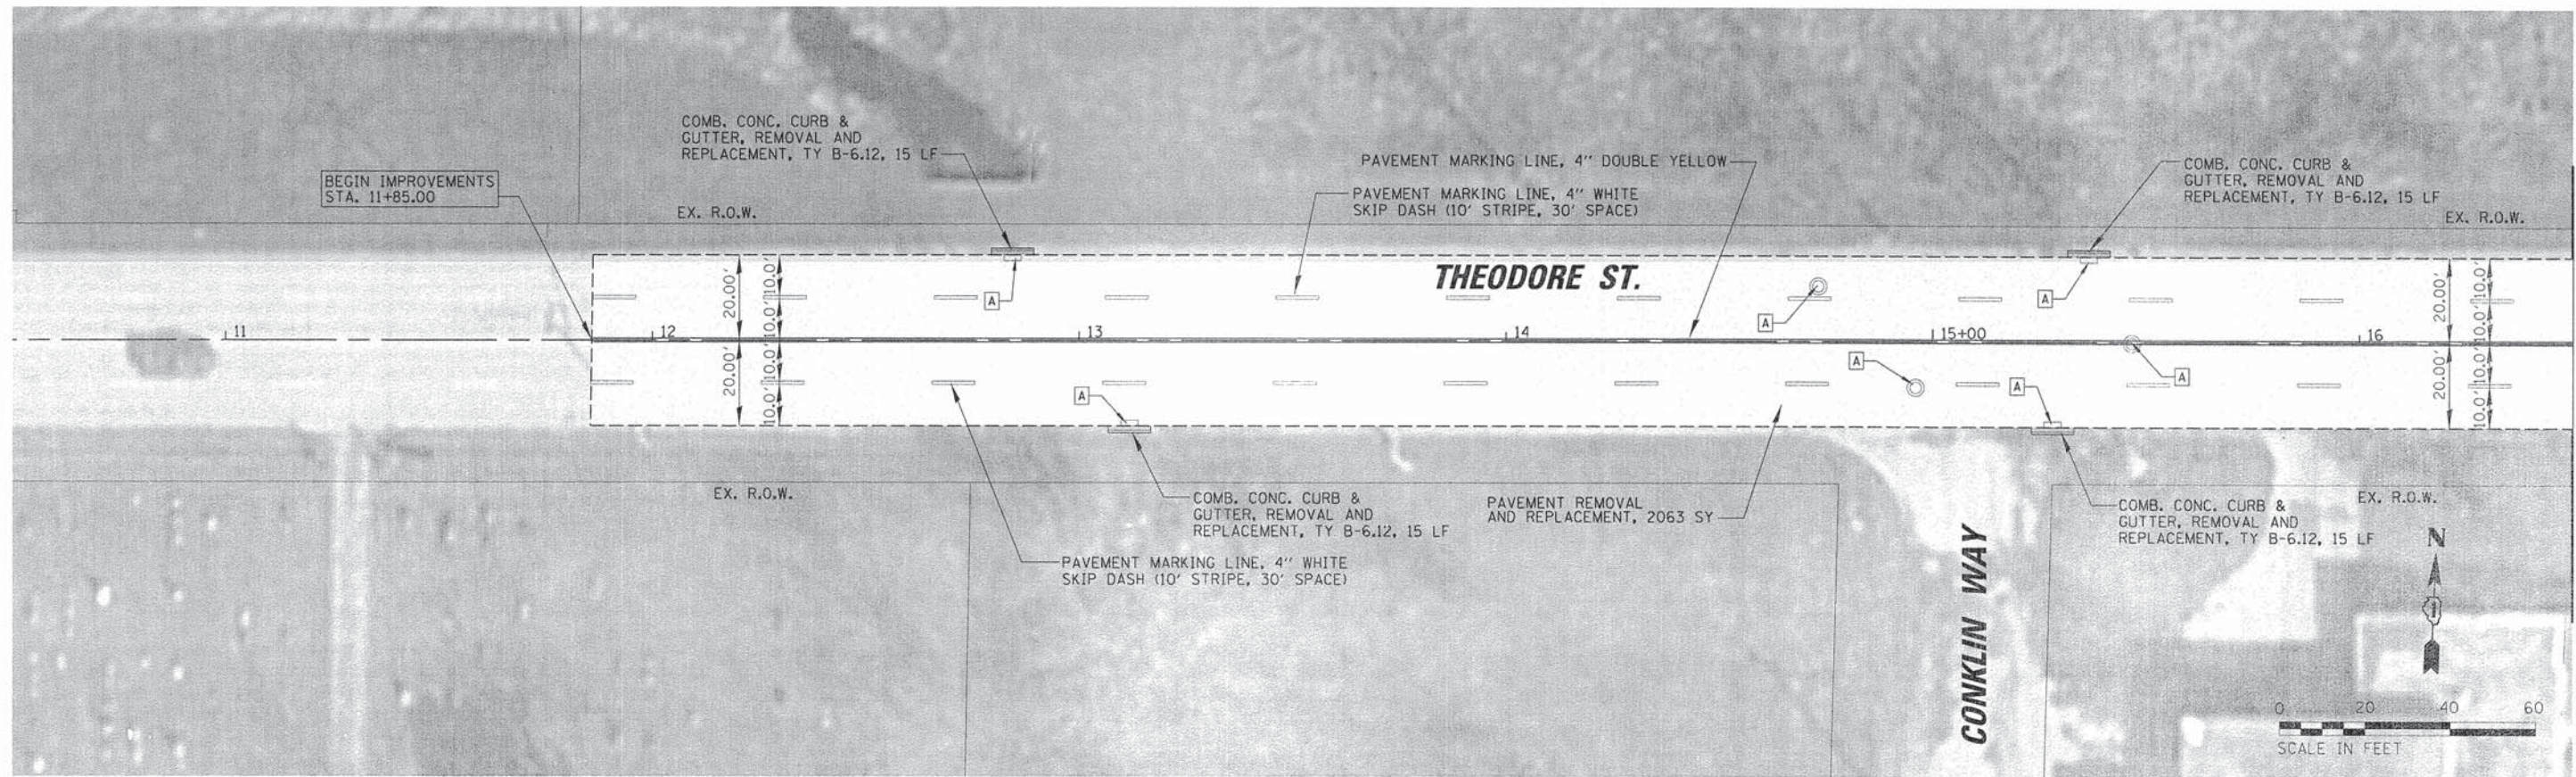 COMB. CONC. CURB &
GUTTER, REMOVAL AND
REPLACEMENT, TY B-6.12, 15 LF
BEGIN IMPROVEMENTS
STA. 11+85.00
EX. R.O.W.
PAVEMENT MARKING LINE, 4" DOUBLE YELLOW
PAVEMENT MARKING LINE, 4" WHITE
SKIP DASH (10' STRIPE, 30' SPACE)
COMB. CONC. CURB &
GUTTER, REMOVAL AND
REPLACEMENT, TY B-6.12, 15 LF
EX. R.O.W.
THEODORE ST.
20.00'
10.0'
10.0'
A
A
A
20.00'
10.0'
10.0'
11
12
13
14
15+00
16
20.00'
10.0'
10.0'
A
A
A
A
20.00'
10.0'
10.0'
EX. R.O.W.
COMB. CONC. CURB &
GUTTER, REMOVAL AND
REPLACEMENT, TY B-6.12, 15 LF
PAVEMENT REMOVAL
AND REPLACEMENT, 2063 SY
EX. R.O.W.
COMB. CONC. CURB &
GUTTER, REMOVAL AND
REPLACEMENT, TY B-6.12, 15 LF
PAVEMENT MARKING LINE, 4" WHITE
SKIP DASH (10' STRIPE, 30' SPACE)
CONKLIN WAY
N
0 20 40 60
SCALE IN FEET